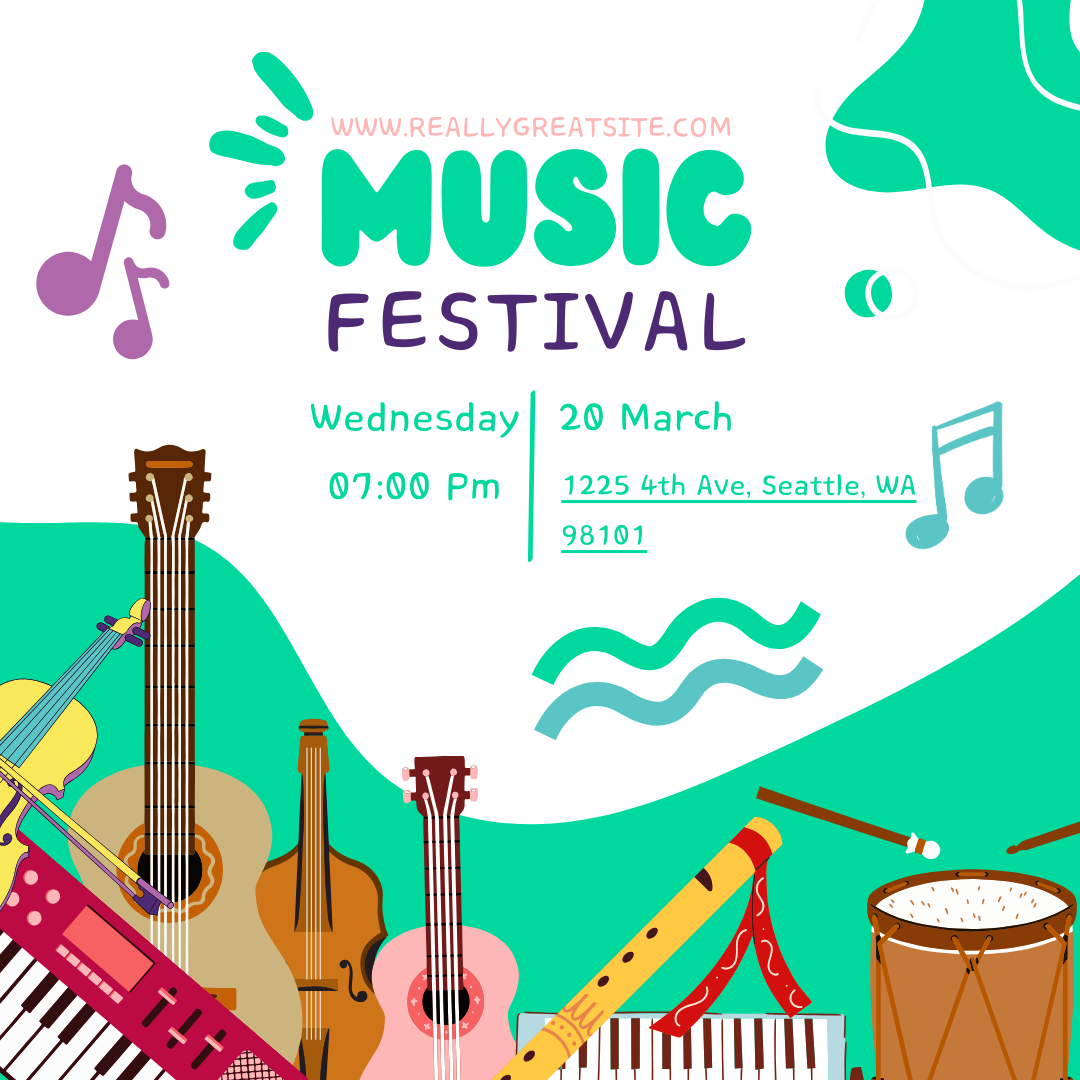 WWW.REALLYGREATSITE.COM
MUSIC
FESTIVAL
Wednesday
07:00 Pm
20 March
1225 4th Ave, Seattle, WA
98101